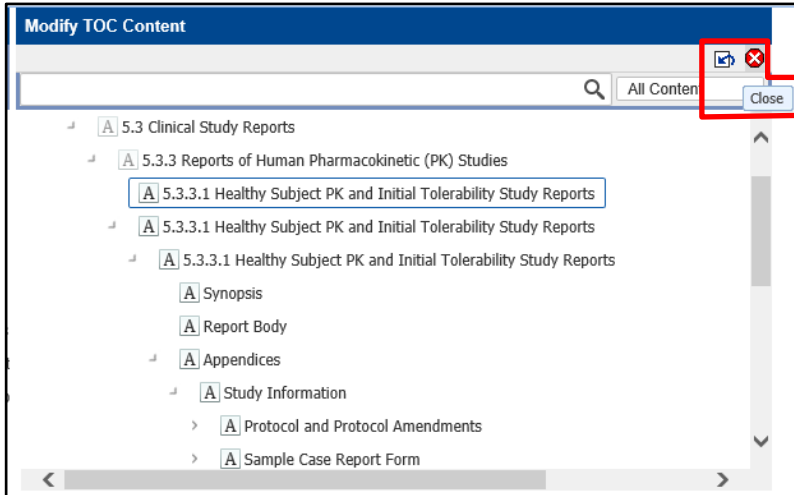 Modify TOC Content
All Content
Close
A 5.3 Clinical Study Reports
A 5.3.3 Reports of Human Pharmacokinetic (PK) Studies
A 5.3.3.1 Healthy Subject PK and Initial Tolerability Study Reports
A 5.3.3.1 Healthy Subject PK and Initial Tolerability Study Reports
A 5.3.3.1 Healthy Subject PK and Initial Tolerability Study Reports
A Synopsis
A Report Body
A Appendices
A Study Information
A Protocol and Protocol Amendments
A Sample Case Report Form